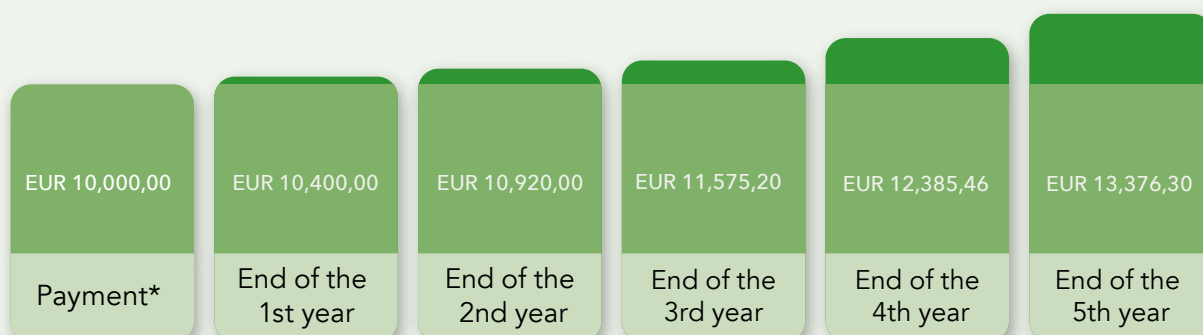 EUR 10,000,00
EUR 10,400,00
EUR 10,920,00
EUR 11,575,20
EUR 12,385,46
EUR 13,376,30
Payment*
End of the
1st year
End of the
2nd year
End of the
3rd year
End of the
4th year
End of the
5th year